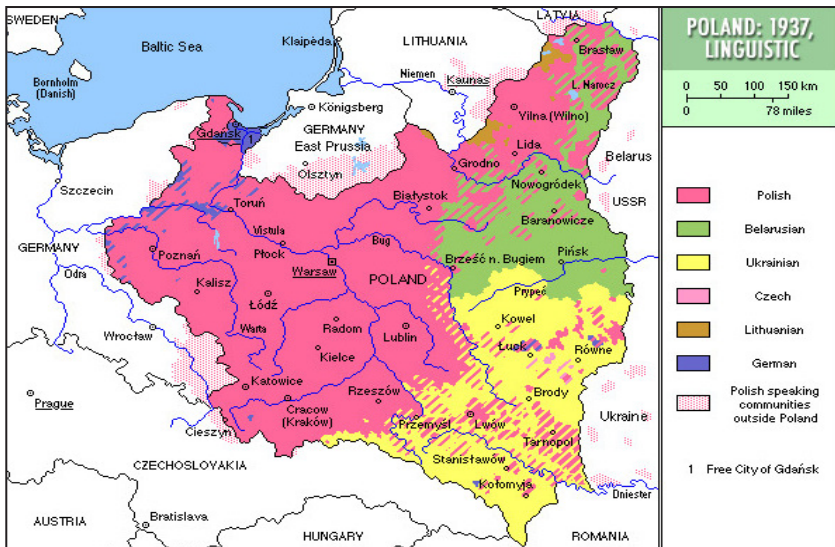 SWEDEN
Baltic Sea
Klaipėda
LITHUANIA
LATVIA
Brasław
L. Narocz
Bornholm
(Danish)
Niemen
Kaunas
Königsberg
Vilna (Wilno)
Gdańsk
1
GERMANY
East Prussia
Lida
Belarus
Olsztyn
Grodno
Nowogródek
Szczecin
Białystok
USSR
Toruń
Baranowicze
Vistula
Płock
Bug
GERMANY
Poznań
Warsaw
Brześć n. Bugiem
Pińsk
Odra
Kalisz
POLAND
Prypeć
Łódź
Kowel
Wrocław
Warta
Radom
Lublin
Łuck
Równe
Kielce
Katowice
Prague
Rzeszów
Brody
Cracow
(Kraków)
Przemyśl
Lwów
Ukraine
Cieszyn
Tarnopol
CZECHOSLOYAKIA
Stanisławów
Kołomyja
Dniester
AUSTRIA
Bratislava
HUNGARY
ROMANIA
POLAND: 1937,
LINGUISTIC
0 50 100 150 km
0 78 miles
Polish
Belarusian
Ukrainian
Czech
Lithuanian
German
Polish speaking
communities
outside Poland
1 Free City of Gdańsk